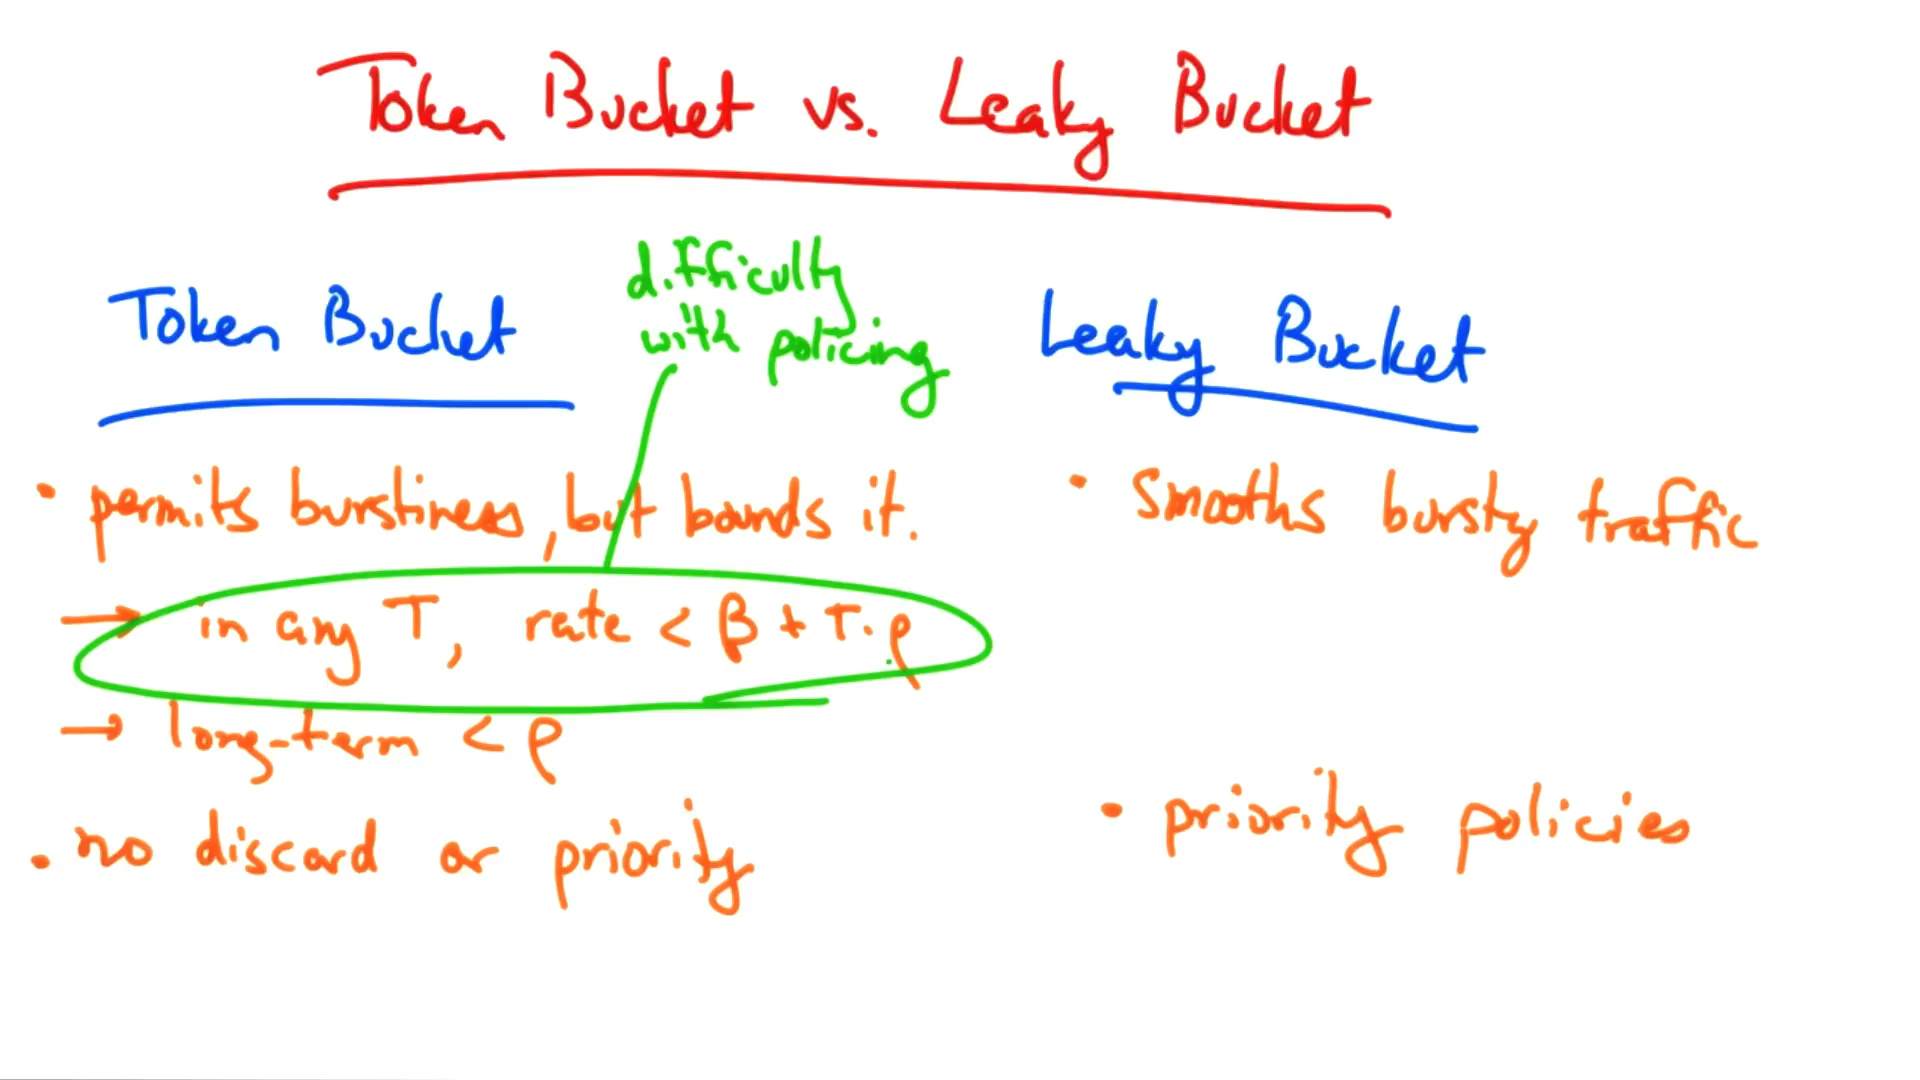 Token Bucket vs. Leaky Bucket
difficulty
with policing
Token Bucket
• permits burstiness, but bounds it.
→ in any T, rate < β + T·ρ
→ long-term < ρ
• no discard or priority
Leaky Bucket
• smooths bursty traffic
• priority policies